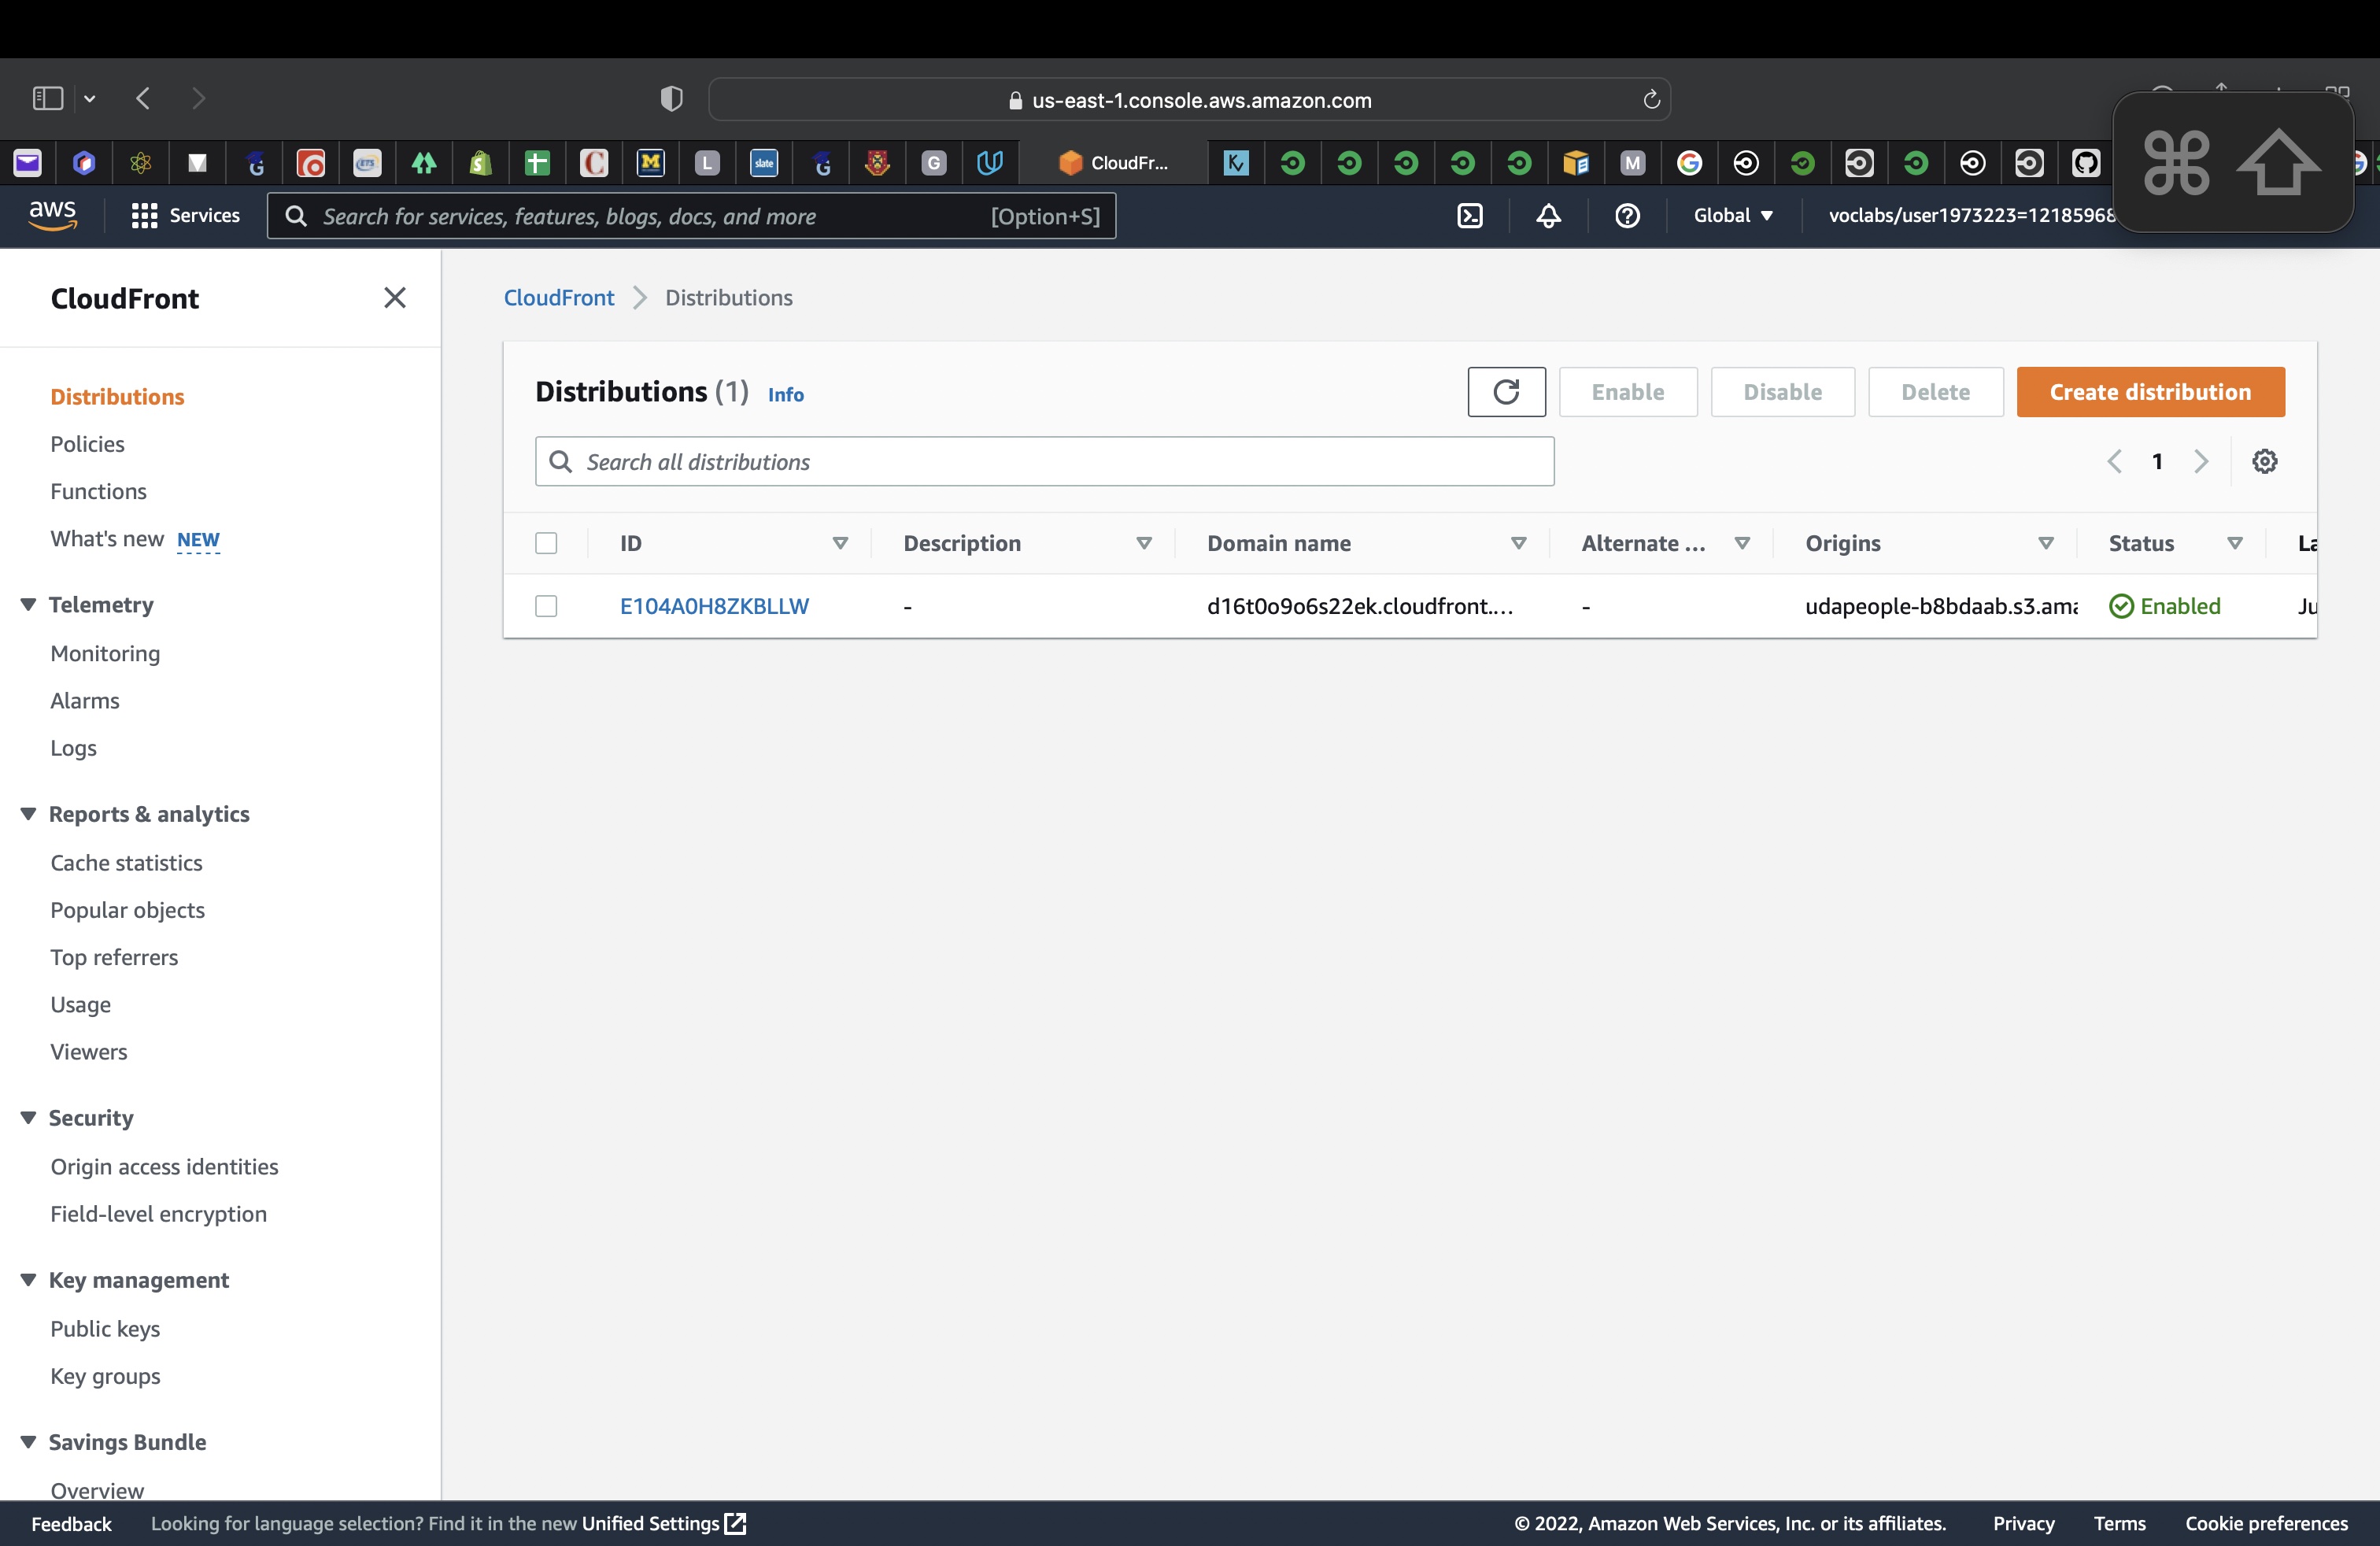 us-east-1.console.aws.amazon.com
L
slate
G
CloudFr...
M
aws
Services
Search for services, features, blogs, docs, and more [Option+S]
Global
voclabs/user1973223=12185968
CloudFront
CloudFront Distributions
Distributions
Policies
Functions
What's new NEW
Telemetry
Monitoring
Alarms
Logs
Reports & analytics
Cache statistics
Popular objects
Top referrers
Usage
Viewers
Security
Origin access identities
Field-level encryption
Key management
Public keys
Key groups
Savings Bundle
Overview
Distributions (1) Info
Enable
Disable
Delete
Create distribution
Search all distributions
1
ID Description Domain name Alternate ... Origins Status La
E104A0H8ZKBLLW - d16t0o9o6s22ek.cloudfront.... - udapeople-b8bdaab.s3.ama Enabled Ju
Feedback Looking for language selection? Find it in the new Unified Settings
© 2022, Amazon Web Services, Inc. or its affiliates. Privacy Terms Cookie preferences